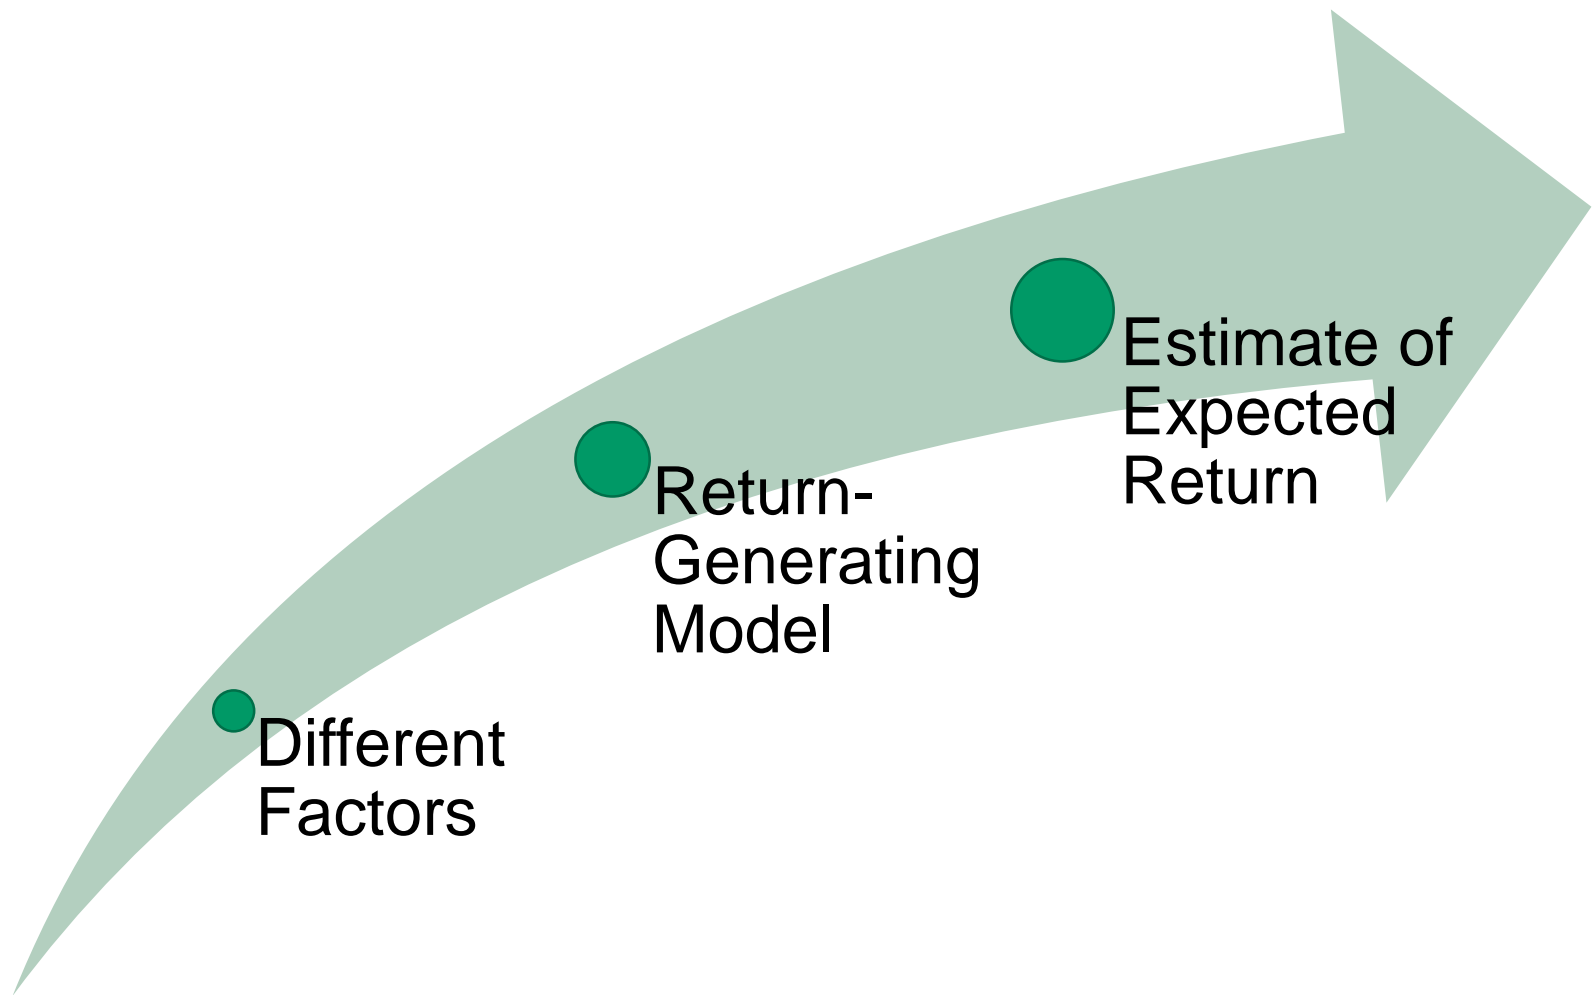 Different
Factors
Return-
Generating
Model
Estimate of
Expected
Return